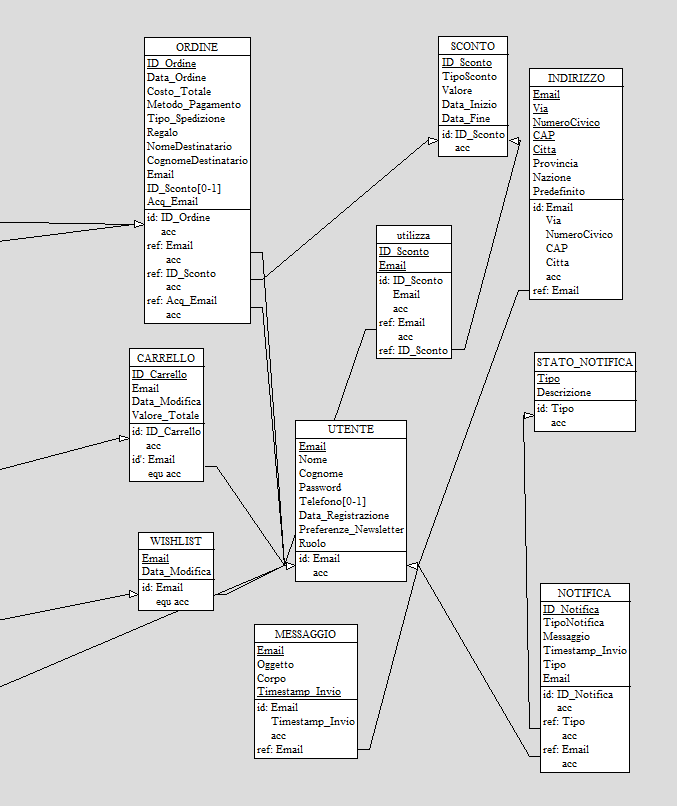 ORDINE
ID_Ordine
Data_Ordine
Costo_Totale
Metodo_Pagamento
Tipo_Spedizione
Regalo
NomeDestinatario
CognomeDestinatario
Email
ID_Sconto[0-1]
Acq_Email
id: ID_Ordine
acc
ref: Email
acc
ref: ID_Sconto
acc
ref: Acq_Email
acc
SCONTO
ID_Sconto
TipoSconto
Valore
Data_Inizio
Data_Fine
id: ID_Sconto
acc
INDIRIZZO
Email
Via
NumeroCivico
CAP
Citta
Provincia
Nazione
Predefinito
id: Email
Via
NumeroCivico
CAP
Citta
acc
ref: Email
utilizza
ID_Sconto
Email
id: ID_Sconto
Email
acc
ref: Email
acc
ref: ID_Sconto
CARRELLO
ID_Carrello
Email
Data_Modifica
Valore_Totale
id: ID_Carrello
acc
id': Email
equ acc
STATO_NOTIFICA
Tipo
Descrizione
id: Tipo
acc
UTENTE
Email
Nome
Cognome
Password
Telefono[0-1]
Data_Registrazione
Preferenze_Newsletter
Ruolo
id: Email
acc
WISHLIST
Email
Data_Modifica
id: Email
equ acc
MESSAGGIO
Email
Oggetto
Corpo
Timestamp_Invio
id: Email
Timestamp_Invio
acc
ref: Email
NOTIFICA
ID_Notifica
TipoNotifica
Messaggio
Timestamp_Invio
Tipo
Email
id: ID_Notifica
acc
ref: Tipo
acc
ref: Email
acc